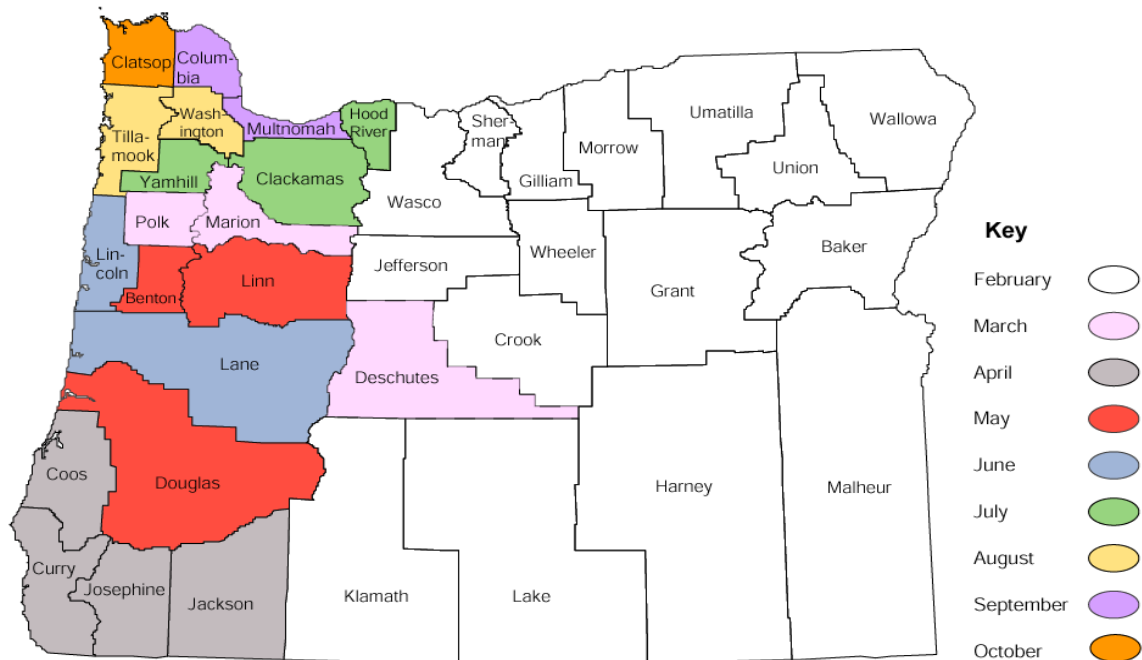 Clatsop
Colum-
bia
Tilla-
mook
Wash-
ington
Multnomah
Hood
River
Yamhill
Clackamas
Polk
Marion
Lin-
coln
Benton
Linn
Lane
Deschutes
Douglas
Coos
Curry
Josephine
Jackson
Klamath
Lake
Wasco
Sher-
man
Gilliam
Morrow
Umatilla
Union
Wallowa
Jefferson
Wheeler
Crook
Grant
Baker
Harney
Malheur
Key
February
March
April
May
June
July
August
September
October